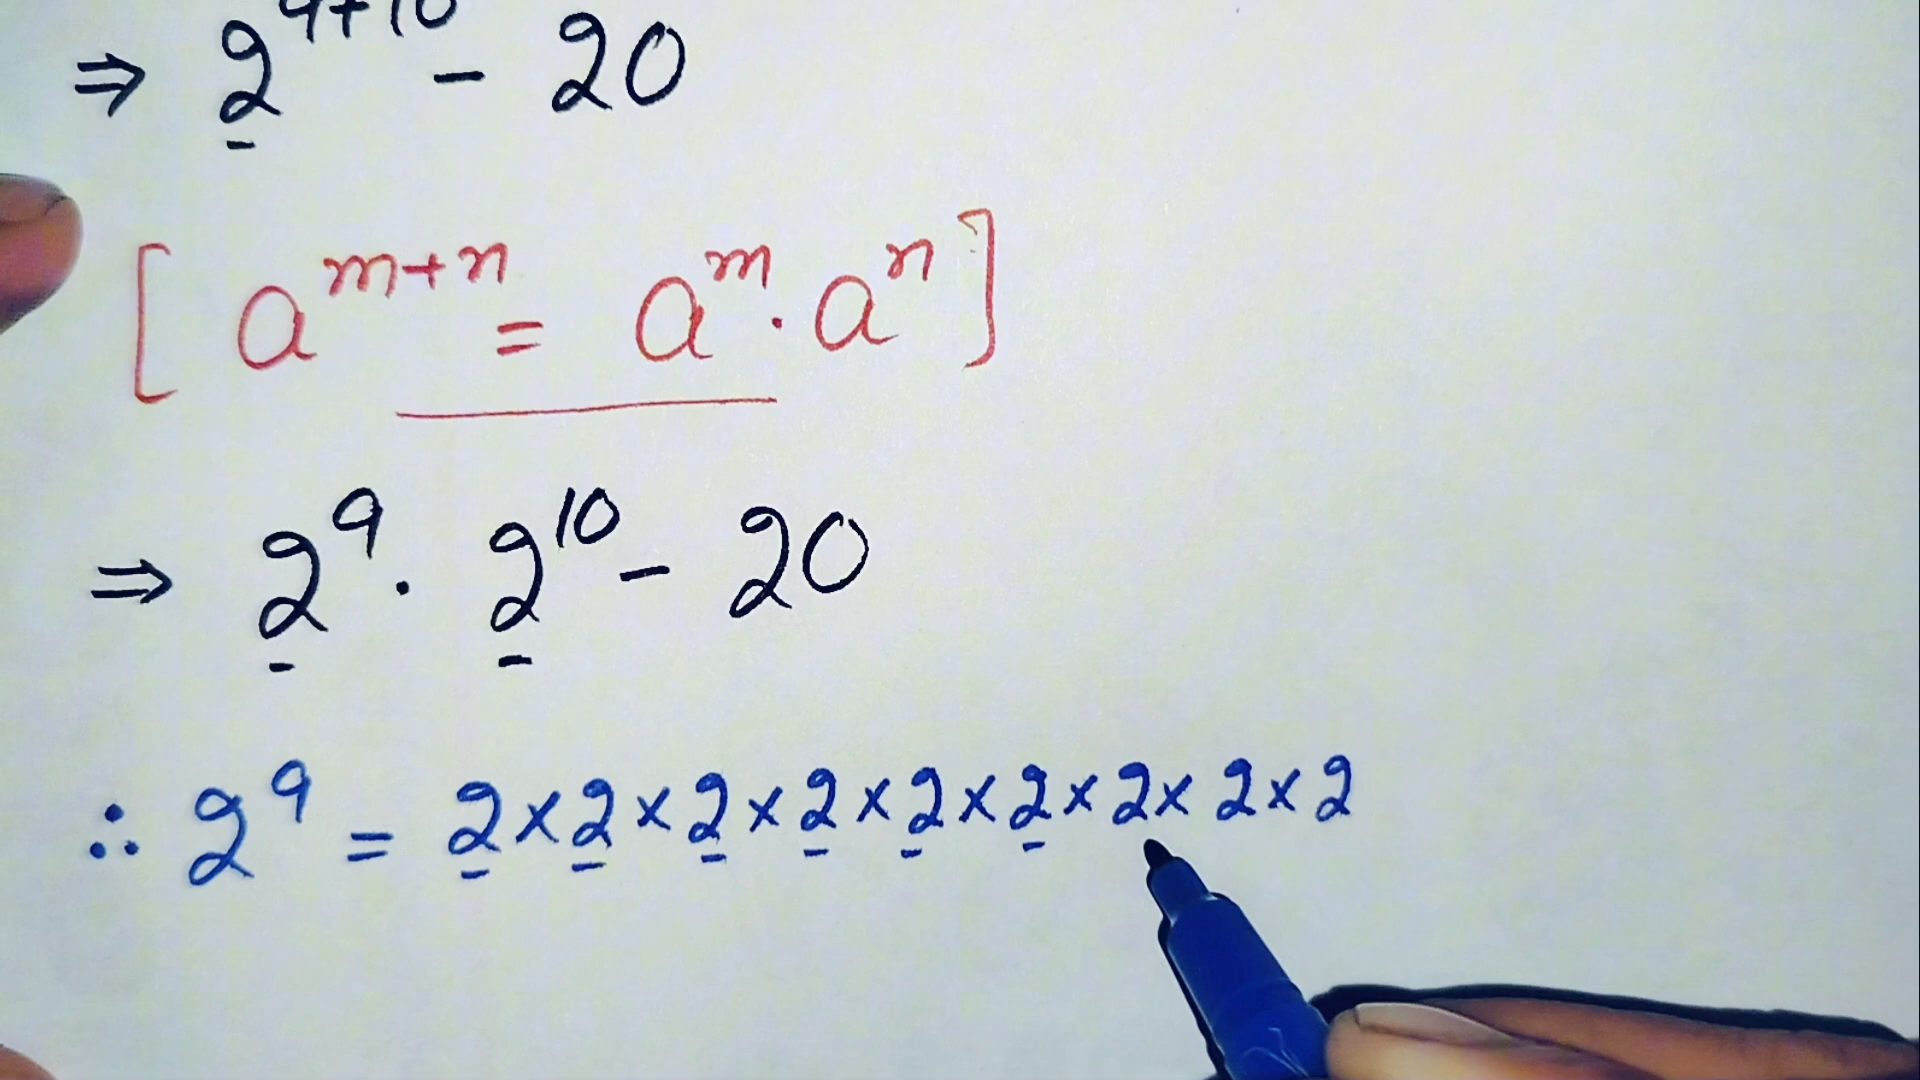 ⇒ 2^9+10 - 20
[a^m+n = a^m . a^n]
⇒ 2^9 . 2^10 - 20
∴ 2^9 = 2×2×2×2×2×2×2×2×2